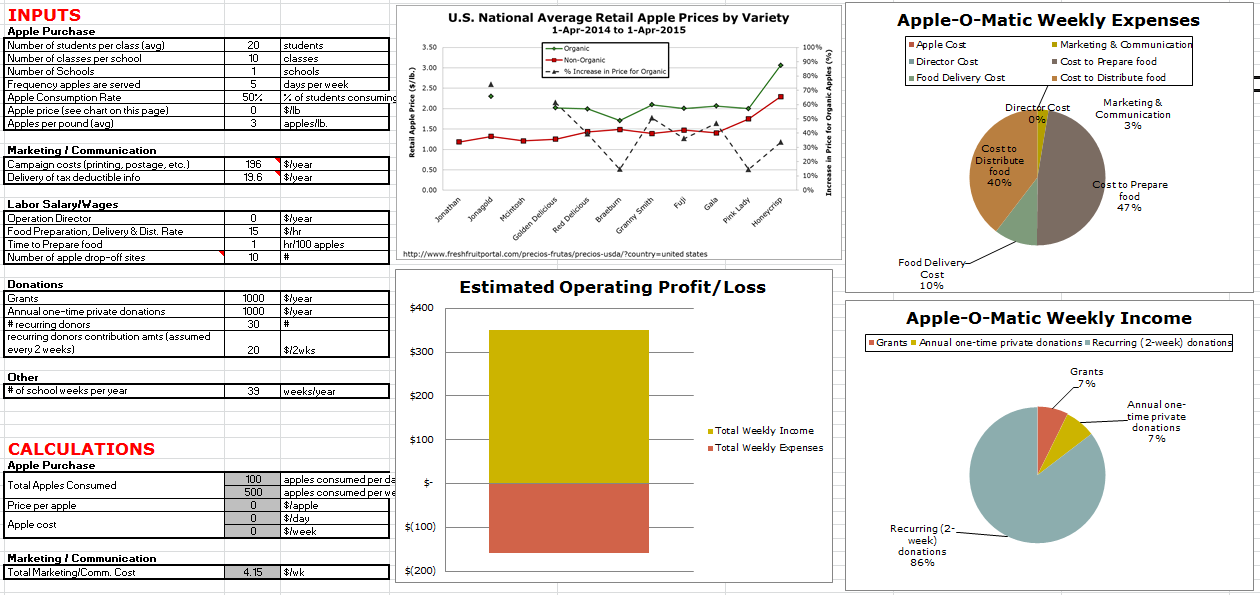 INPUTS
Apple Purchase
Number of students per class (avg) 20 students
Number of classes per school 10 classes
Number of Schools 1 schools
Frequency apples are served 5 days per week
Apple Consumption Rate 50% % of students consuming
Apple price (see chart on this page) 0 $/lb
Apples per pound (avg) 3 apples/lb.
Marketing / Communication
Campaign costs (printing, postage, etc.) 196 $/year
Delivery of tax deductible info 19.6 $/year
Labor Salary/Wages
Operation Director 0 $/year
Food Preparation, Delivery & Dist. Rate 15 $/hr
Time to Prepare food 1 hr/100 apples
Number of apple drop-off sites 10 #
Donations
Grants 1000 $/year
Annual one-time private donations 1000 $/year
# recurring donors 30 #
recurring donors contribution amts (assumed
every 2 weeks) 20 $/2wks
Other
# of school weeks per year 39 weeks/year
CALCULATIONS
Apple Purchase
Total Apples Consumed 100 apples consumed per da
500 apples consumed per we
Price per apple 0 $/apple
Apple cost 0 $/day
0 $/week
Marketing / Communication
Total Marketing/Comm. Cost 4.15 $/wk
U.S. National Average Retail Apple Prices by Variety
1-Apr-2014 to 1-Apr-2015
Organic
Non-Organic
% Increase in Price for Organic
Retail Apple Price ($/lb.)
3.50
3.00
2.50
2.00
1.50
1.00
0.50
0.00
100%
90%
80%
70%
60%
50%
40%
30%
20%
10%
0%
Increase in Price for Organic Apples (%)
Jonathan
Jonagold
Mcintosh
Golden Delicious
Red Delicious
Braeburn
Granny Smith
Fuji
Gala
Pink Lady
Honeycrisp
http://www.freshfruitportal.com/precios-frutas/precios-usda/?country=united states
Estimated Operating Profit/Loss
$400
$300
$200
$100
$-
$(100)
$(200)
Total Weekly Income
Total Weekly Expenses
Apple-O-Matic Weekly Expenses
Apple Cost Marketing & Communication
Director Cost Cost to Prepare food
Food Delivery Cost Cost to Distribute food
Director Cost
0%
Marketing &
Communication
3%
Cost to
Distribute
food
40%
Cost to Prepare
food
47%
Food Delivery
Cost
10%
Apple-O-Matic Weekly Income
Grants Annual one-time private donations Recurring (2-week) donations
Grants
7%
Annual one-
time private
donations
7%
Recurring (2-
week)
donations
86%